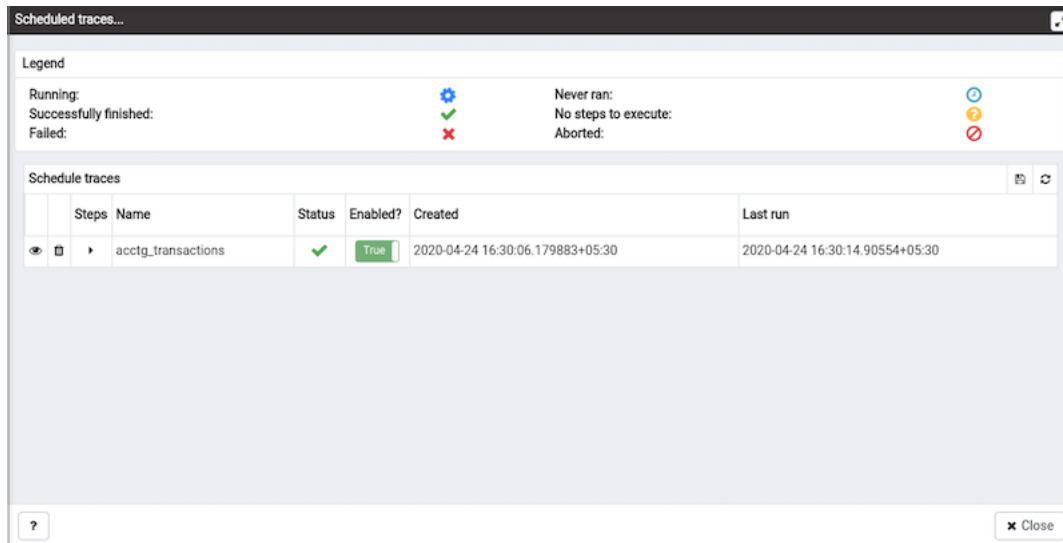 Scheduled traces...
Legend
Running:
Never ran:
Successfully finished:
No steps to execute:
Failed:
Aborted:
Schedule traces
Steps Name Status Enabled? Created Last run
acctg_transactions True 2020-04-24 16:30:06.179883+05:30 2020-04-24 16:30:14.90554+05:30
? Close